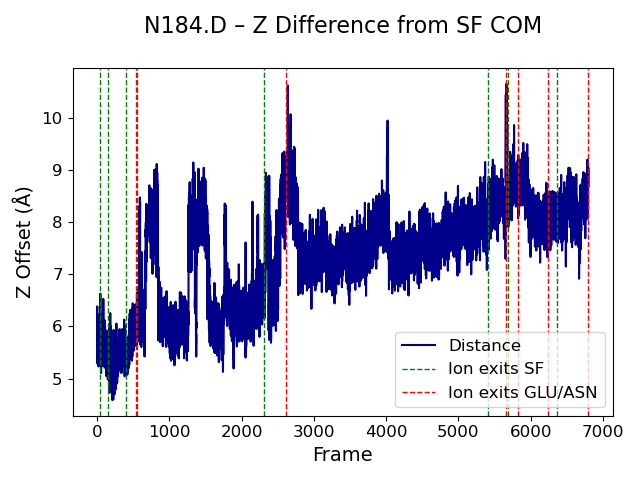 N184.D – Z Difference from SF COM
Z Offset (Å)
10
9
8
7
6
5
Distance
Ion exits SF
Ion exits GLU/ASN
0 1000 2000 3000 4000 5000 6000 7000
Frame